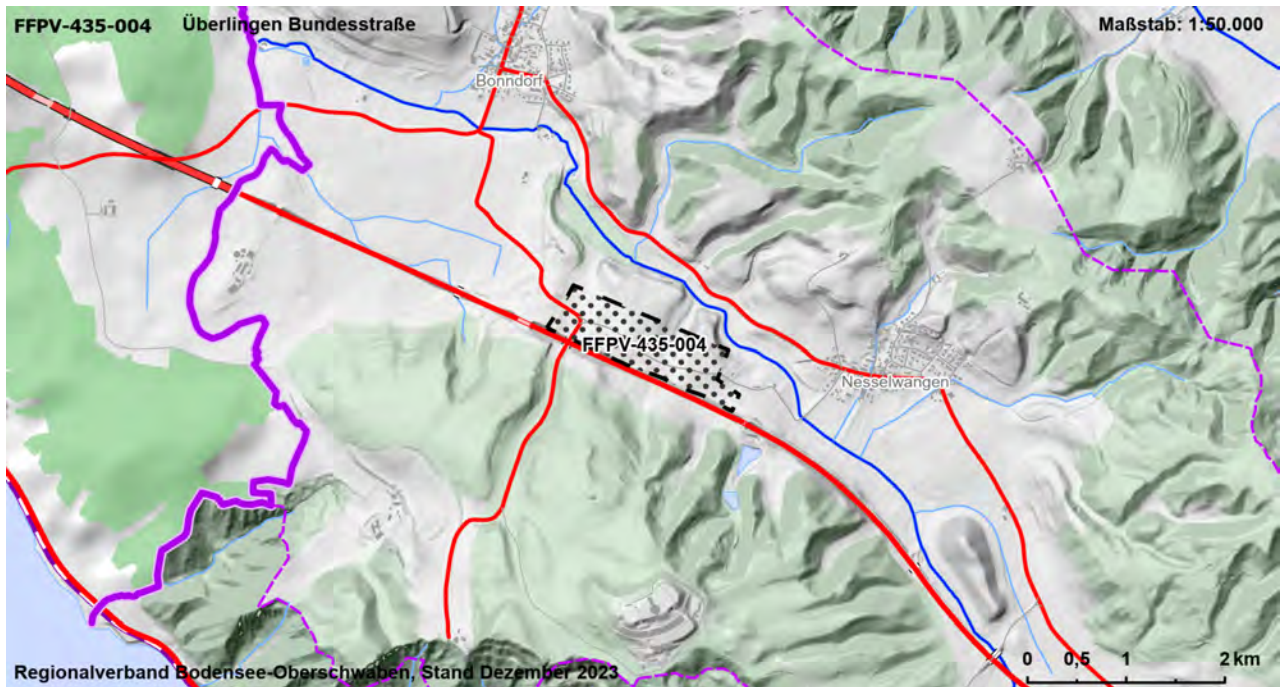 FFPV-435-004 Überlingen Bundesstraße Maßstab: 1:50.000
Bonndorf
FFPV-435-004
Nesselwangen
0 0,5 1 2 km
Regionalverband Bodensee-Oberschwaben, Stand Dezember 2023